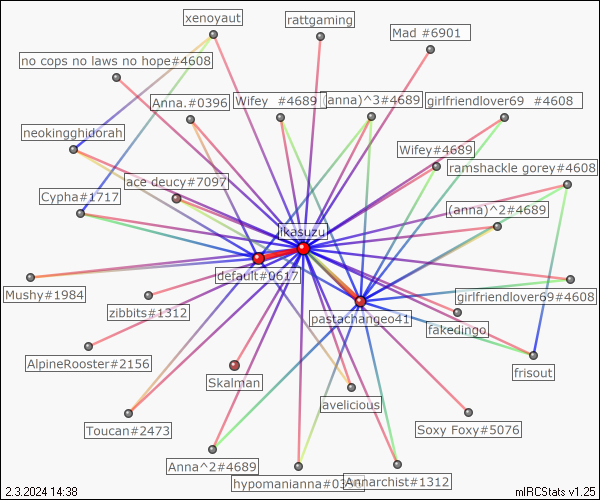 xenoyaut
rattgaming
Mad #6901
no cops no laws no hope#4608
Anna.#0396
Wifey #4689
(anna)^3#4689
girlfriendlover69 #4608
neokingghidorah
Wifey#4689
ramshackle gorey#4608
ace deucy#7097
Cypha#1717
(anna)^2#4689
ikasuzu
default#0617
Mushy#1984
girlfriendlover69#4608
zibbits#1312
pastachangeo41
fakedingo
AlpineRooster#2156
frisout
Skalman
avelicious
Toucan#2473
Soxy Foxy#5076
Anna^2#4689
Annarchist#1312
2.3.2024 14:38
mIRCStats v1.25